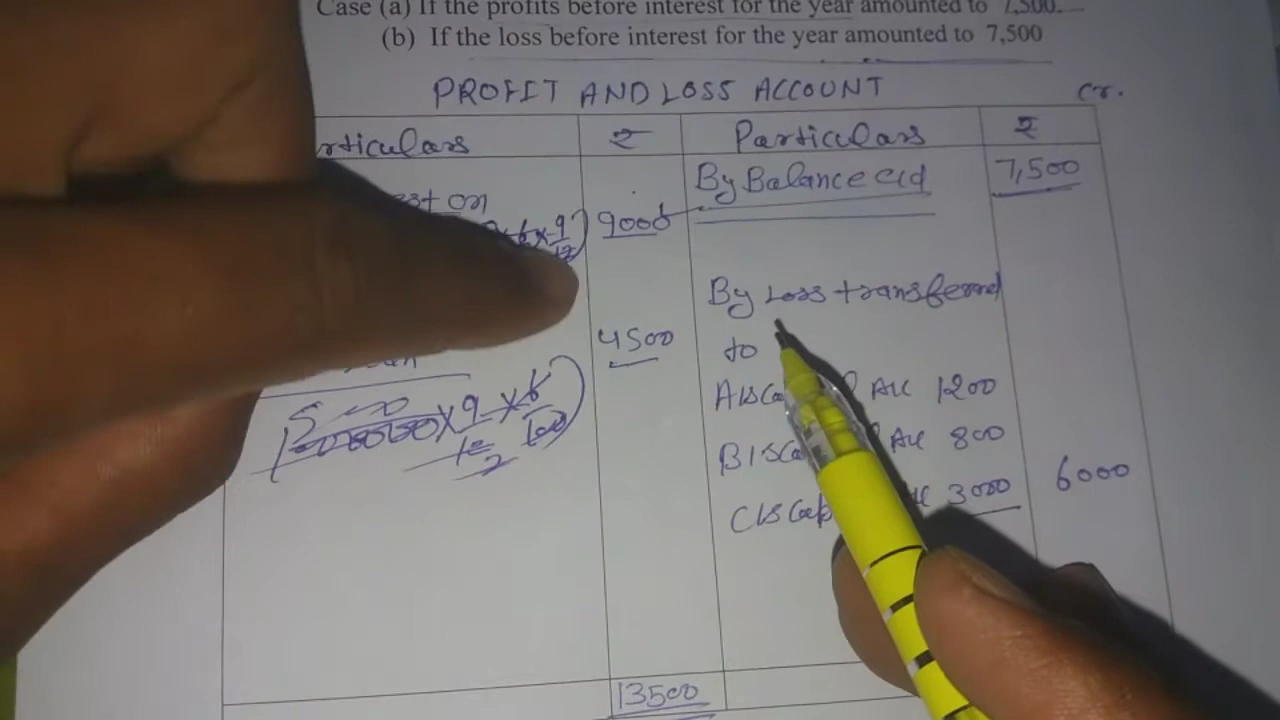 Case (a) If the profits before interest for the year amounted to 7,500.
(b) If the loss before interest for the year amounted to 7,500
PROFIT AND LOSS ACCOUNT
Cr.
rticulars ₹ Particulars ₹
By Balance c/d 7,500
est on
9000
By Loss transferred
to
4500
A/s Ca A/c 1200
B/s Ca A/c 800
C/s Cap 3000 6000
13500